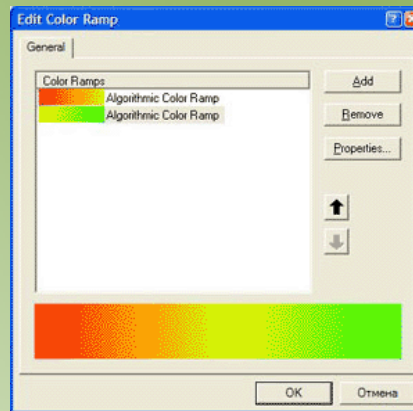 Edit Color Ramp
General
Color Ramps
Algorithmic Color Ramp
Algorithmic Color Ramp
Add
Remove
Properties...
OK
Отмена